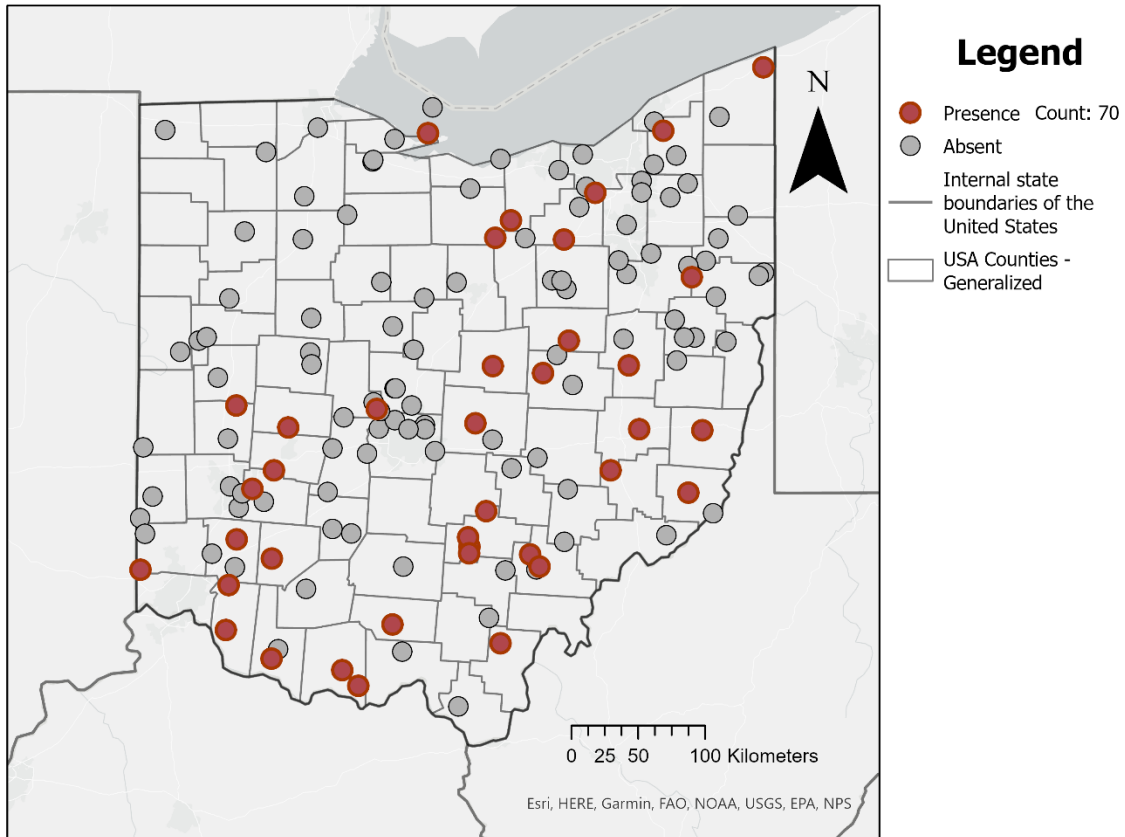 Legend
N
Presence Count: 70
Absent
Internal state
boundaries of the
United States
USA Counties -
Generalized
0 25 50 100 Kilometers
Esri, HERE, Garmin, FAO, NOAA, USGS, EPA, NPS